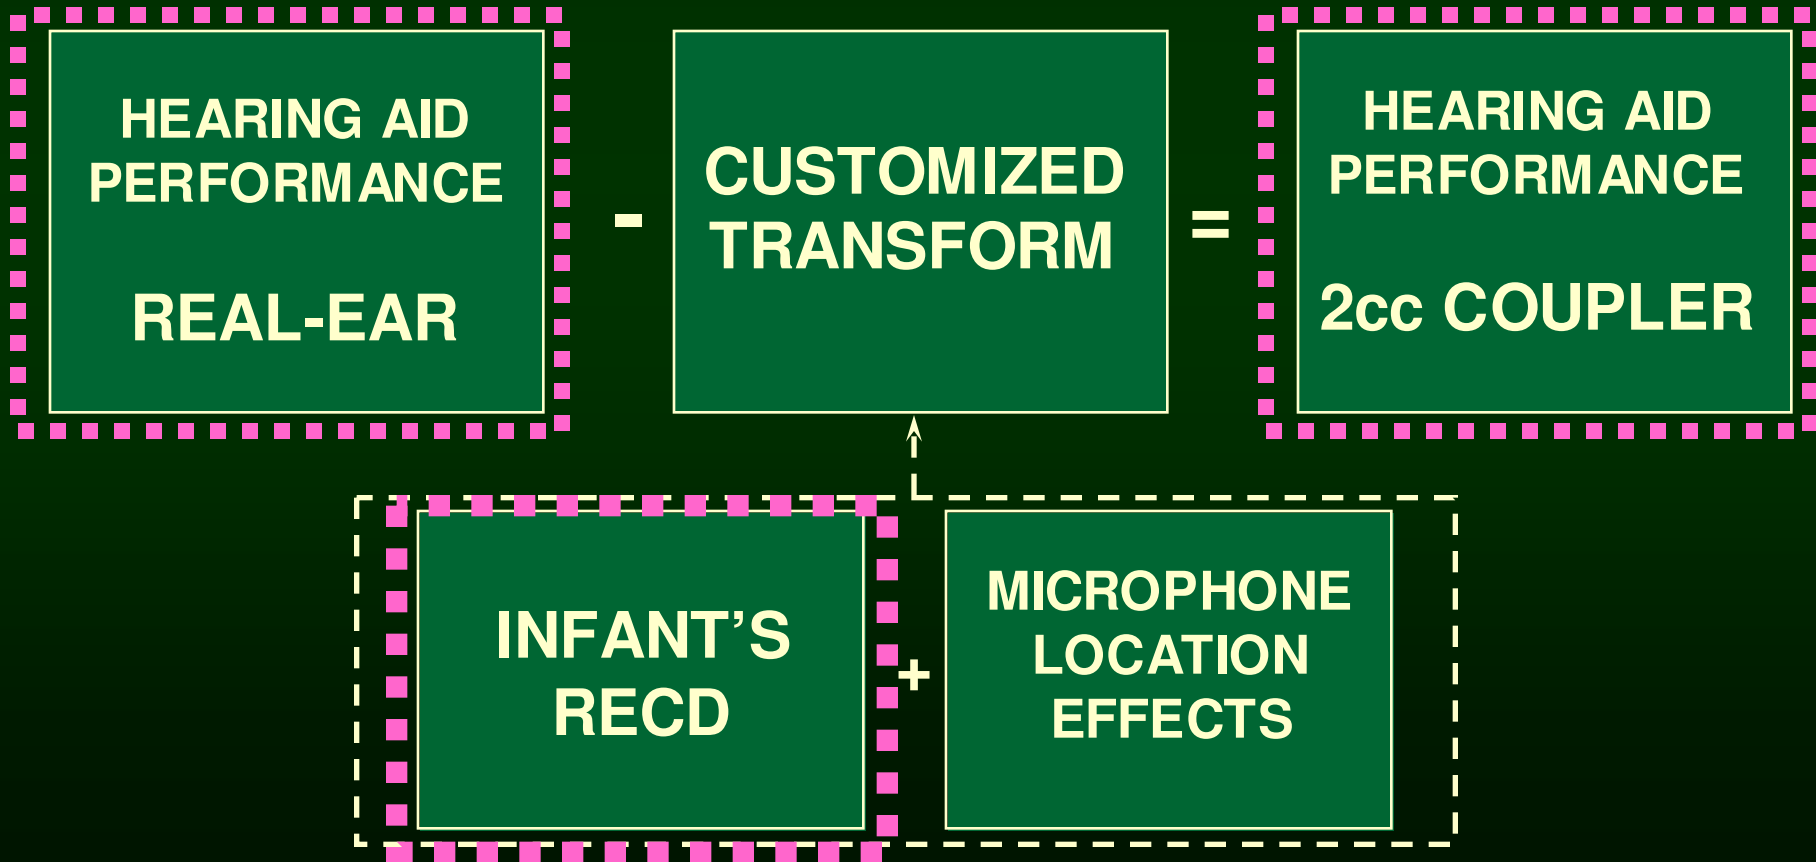 HEARING AID
PERFORMANCE
REAL-EAR
-
CUSTOMIZED
TRANSFORM
=
HEARING AID
PERFORMANCE
2cc COUPLER
INFANT’S
RECD
+
MICROPHONE
LOCATION
EFFECTS